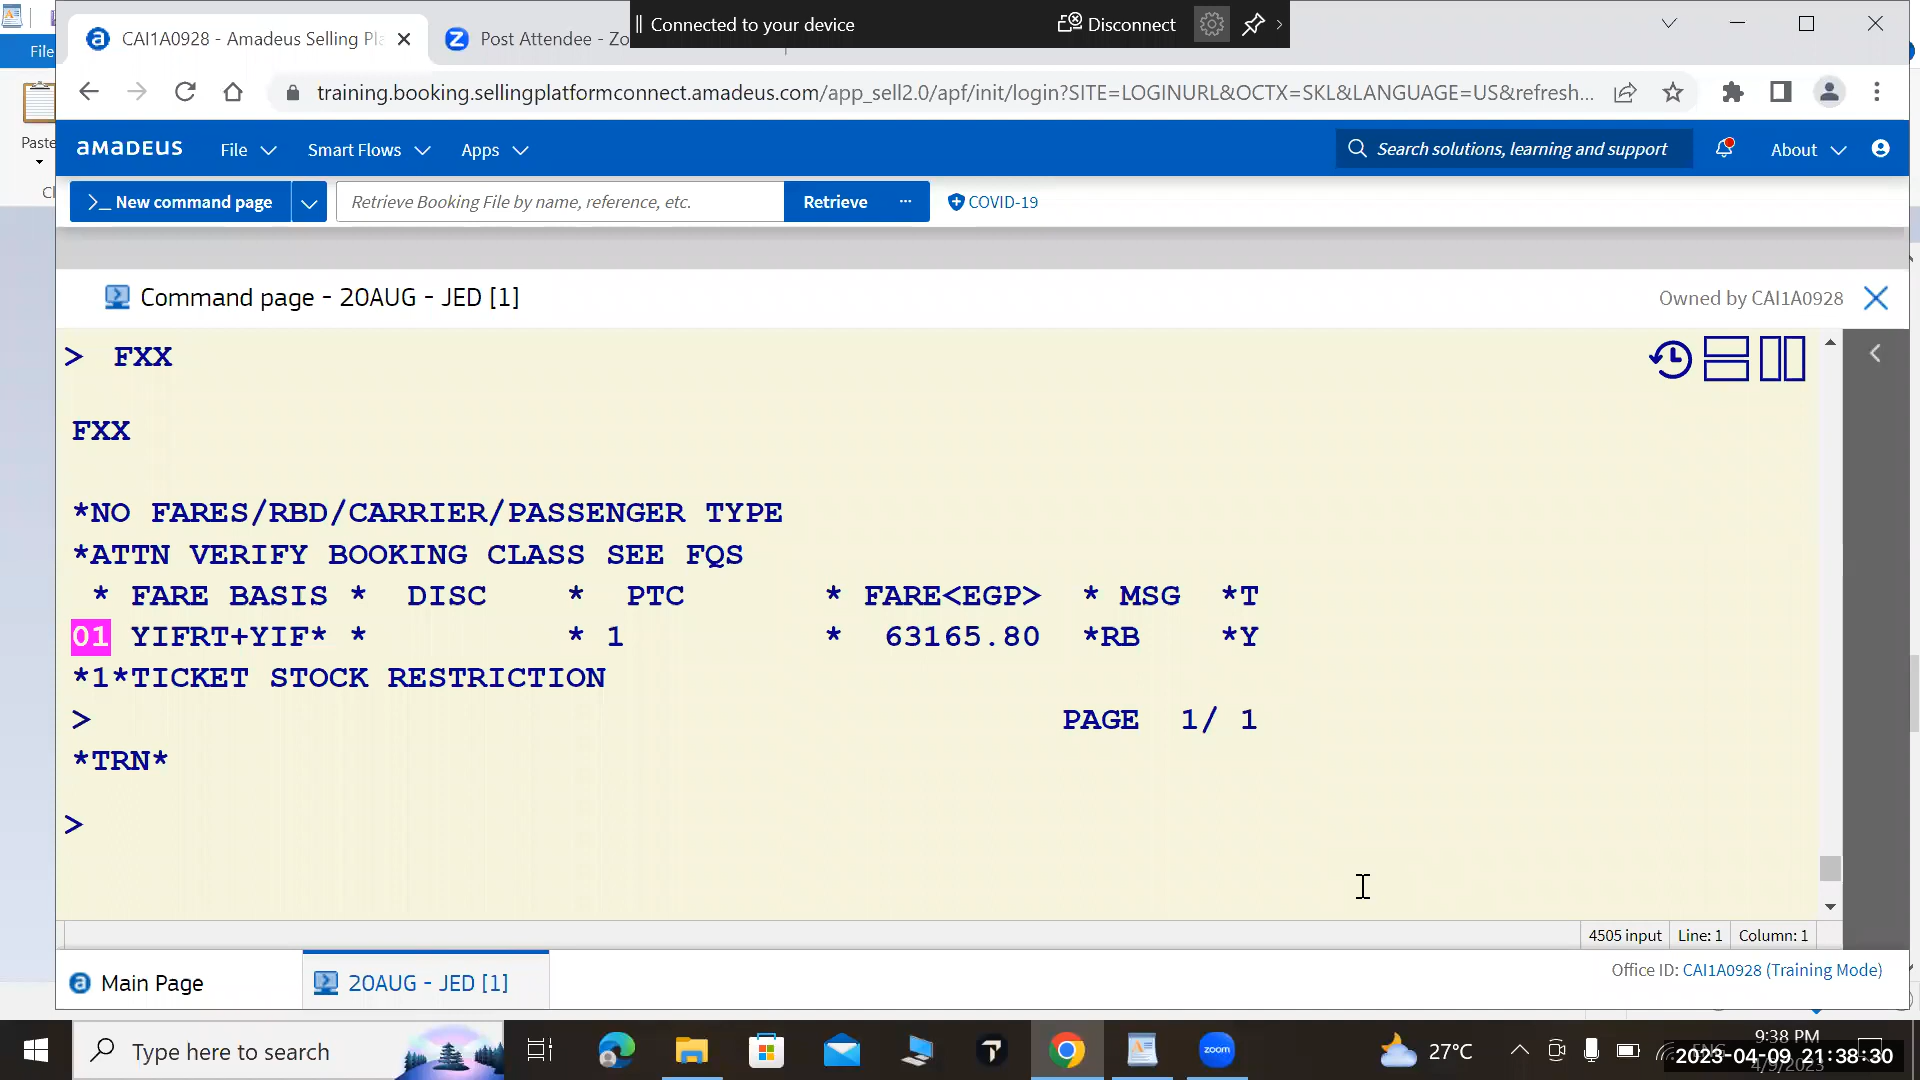 Connected to your device
Disconnect
CAI1A0928 - Amadeus Selling Pla
Post Attendee - Zo
File
training.booking.sellingplatformconnect.amadeus.com/app_sell2.0/apf/init/login?SITE=LOGINURL&OCTX=SKL&LANGUAGE=US&refresh...
Paste
amadeus
File
Smart Flows
Apps
Search solutions, learning and support
About
Cl
>_ New command page
Retrieve Booking File by name, reference, etc.
Retrieve
...
COVID-19
Command page - 20AUG - JED [1]
Owned by CAI1A0928
> FXX
FXX
*NO FARES/RBD/CARRIER/PASSENGER TYPE
*ATTN VERIFY BOOKING CLASS SEE FQS
* FARE BASIS * DISC * PTC * FARE<EGP> * MSG *T
01 YIFRT+YIF* * * 1 * 63165.80 *RB *Y
*1*TICKET STOCK RESTRICTION
> PAGE 1/ 1
*TRN*
>
4505 input
Line: 1
Column: 1
Office ID: CAI1A0928 (Training Mode)
Main Page
20AUG - JED [1]
Type here to search
zoom
27°C
9:38 PM
2023-04-09 21:38:30